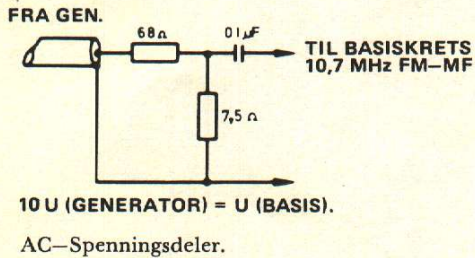 FRA GEN.
68Ω
01μF
TIL BASISKRETS
10,7 MHz FM–MF
7,5 Ω
10 U (GENERATOR) = U (BASIS).
AC–Spenningsdeler.